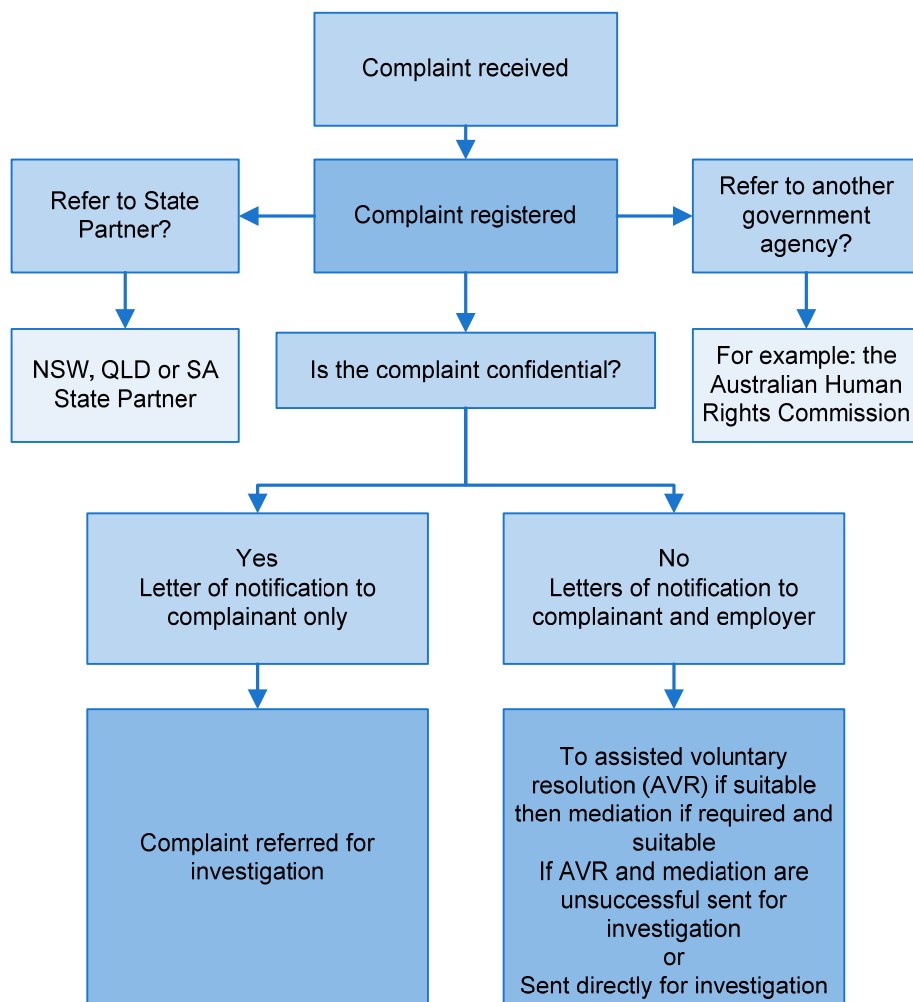 Complaint received
Refer to State
Partner?
Complaint registered
Refer to another
government
agency?
NSW, QLD or SA
State Partner
Is the complaint confidential?
For example: the
Australian Human
Rights Commission
Yes
Letter of notification to
complainant only
No
Letters of notification to
complainant and employer
Complaint referred for
investigation
To assisted voluntary
resolution (AVR) if suitable
then mediation if required and
suitable
If AVR and mediation are
unsuccessful sent for
investigation
or
Sent directly for investigation